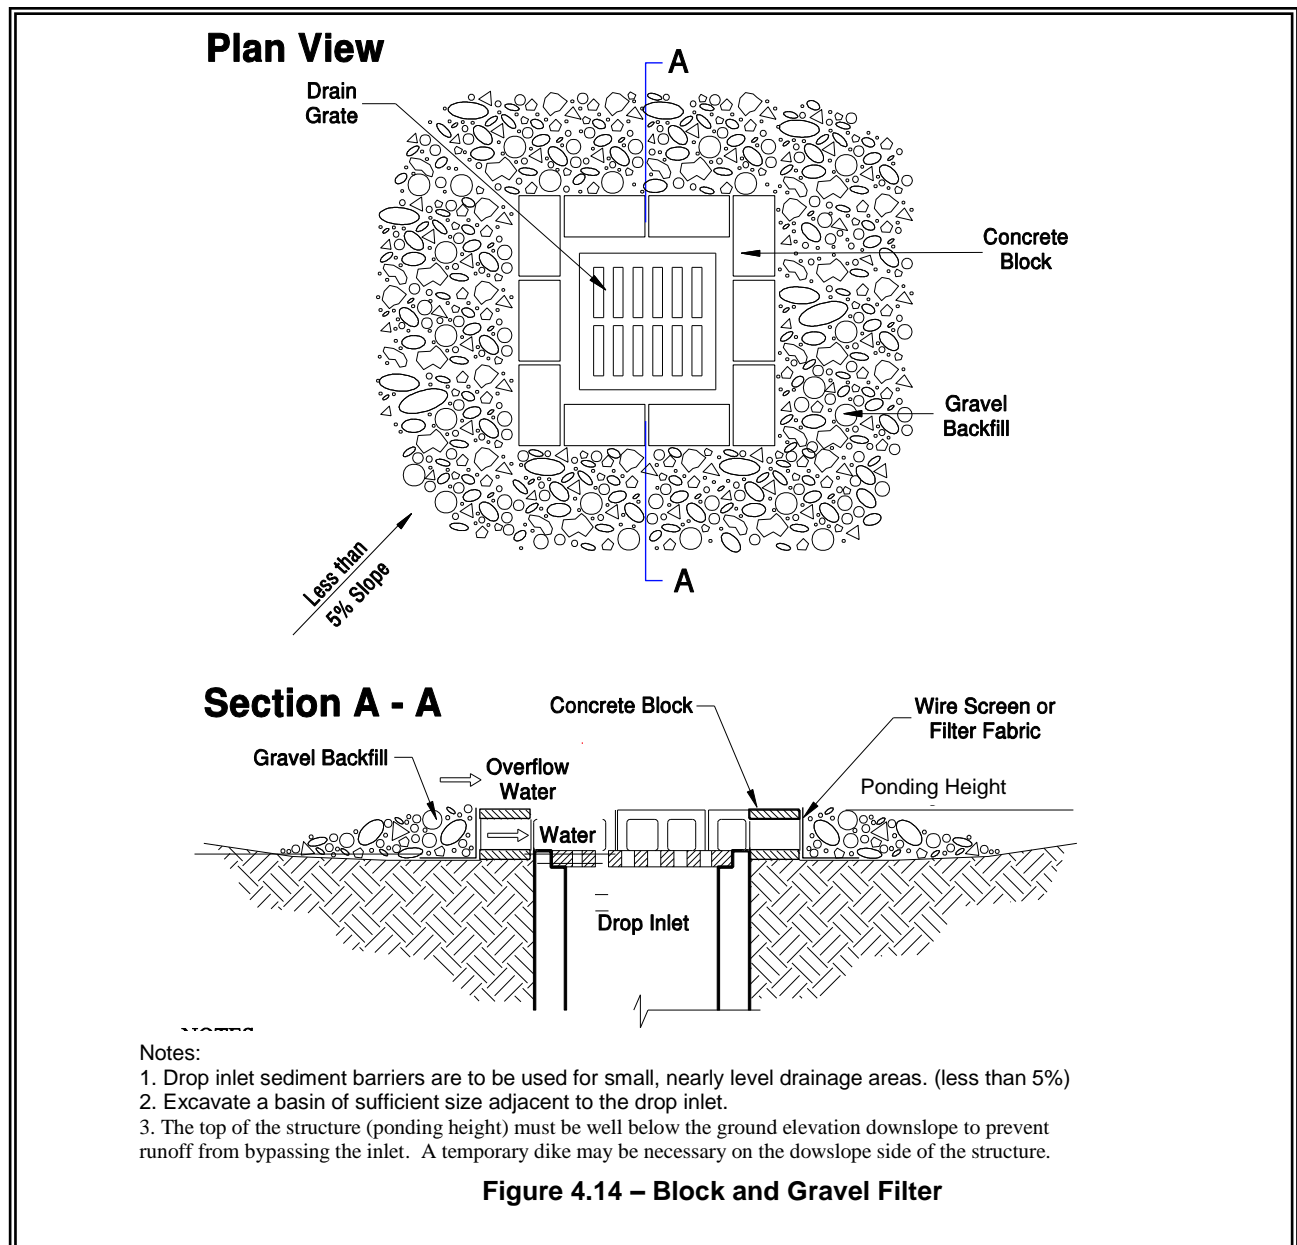 Plan View
A
Drain
Grate
Concrete
Block
Gravel
Backfill
A
Less than
5% Slope
Section A - A
Concrete Block
Wire Screen or
Filter Fabric
Gravel Backfill
Overflow
Water
Ponding Height
Water
Drop Inlet
Notes:
1. Drop inlet sediment barriers are to be used for small, nearly level drainage areas. (less than 5%)
2. Excavate a basin of sufficient size adjacent to the drop inlet.
3. The top of the structure (ponding height) must be well below the ground elevation downslope to prevent
runoff from bypassing the inlet.  A temporary dike may be necessary on the dowslope side of the structure.
Figure 4.14 – Block and Gravel Filter